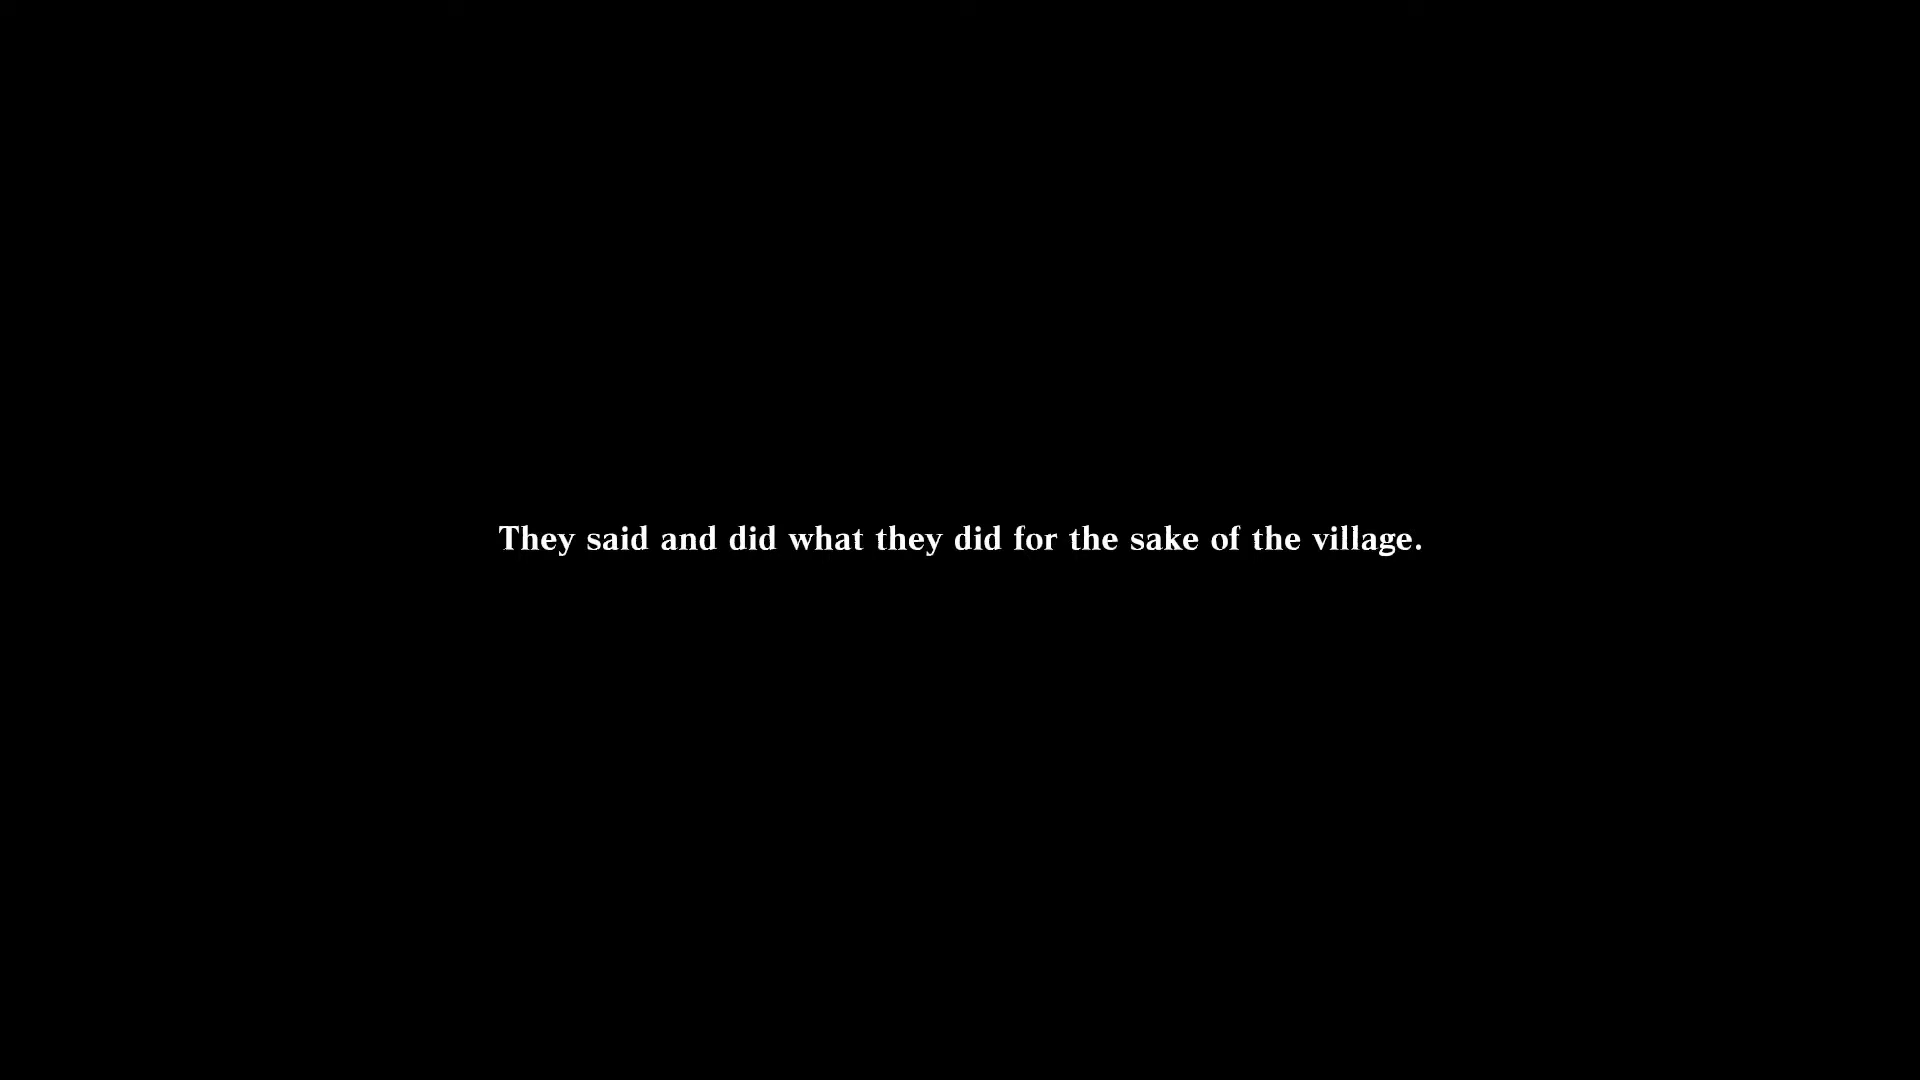 They said and did what they did for the sake of the village.